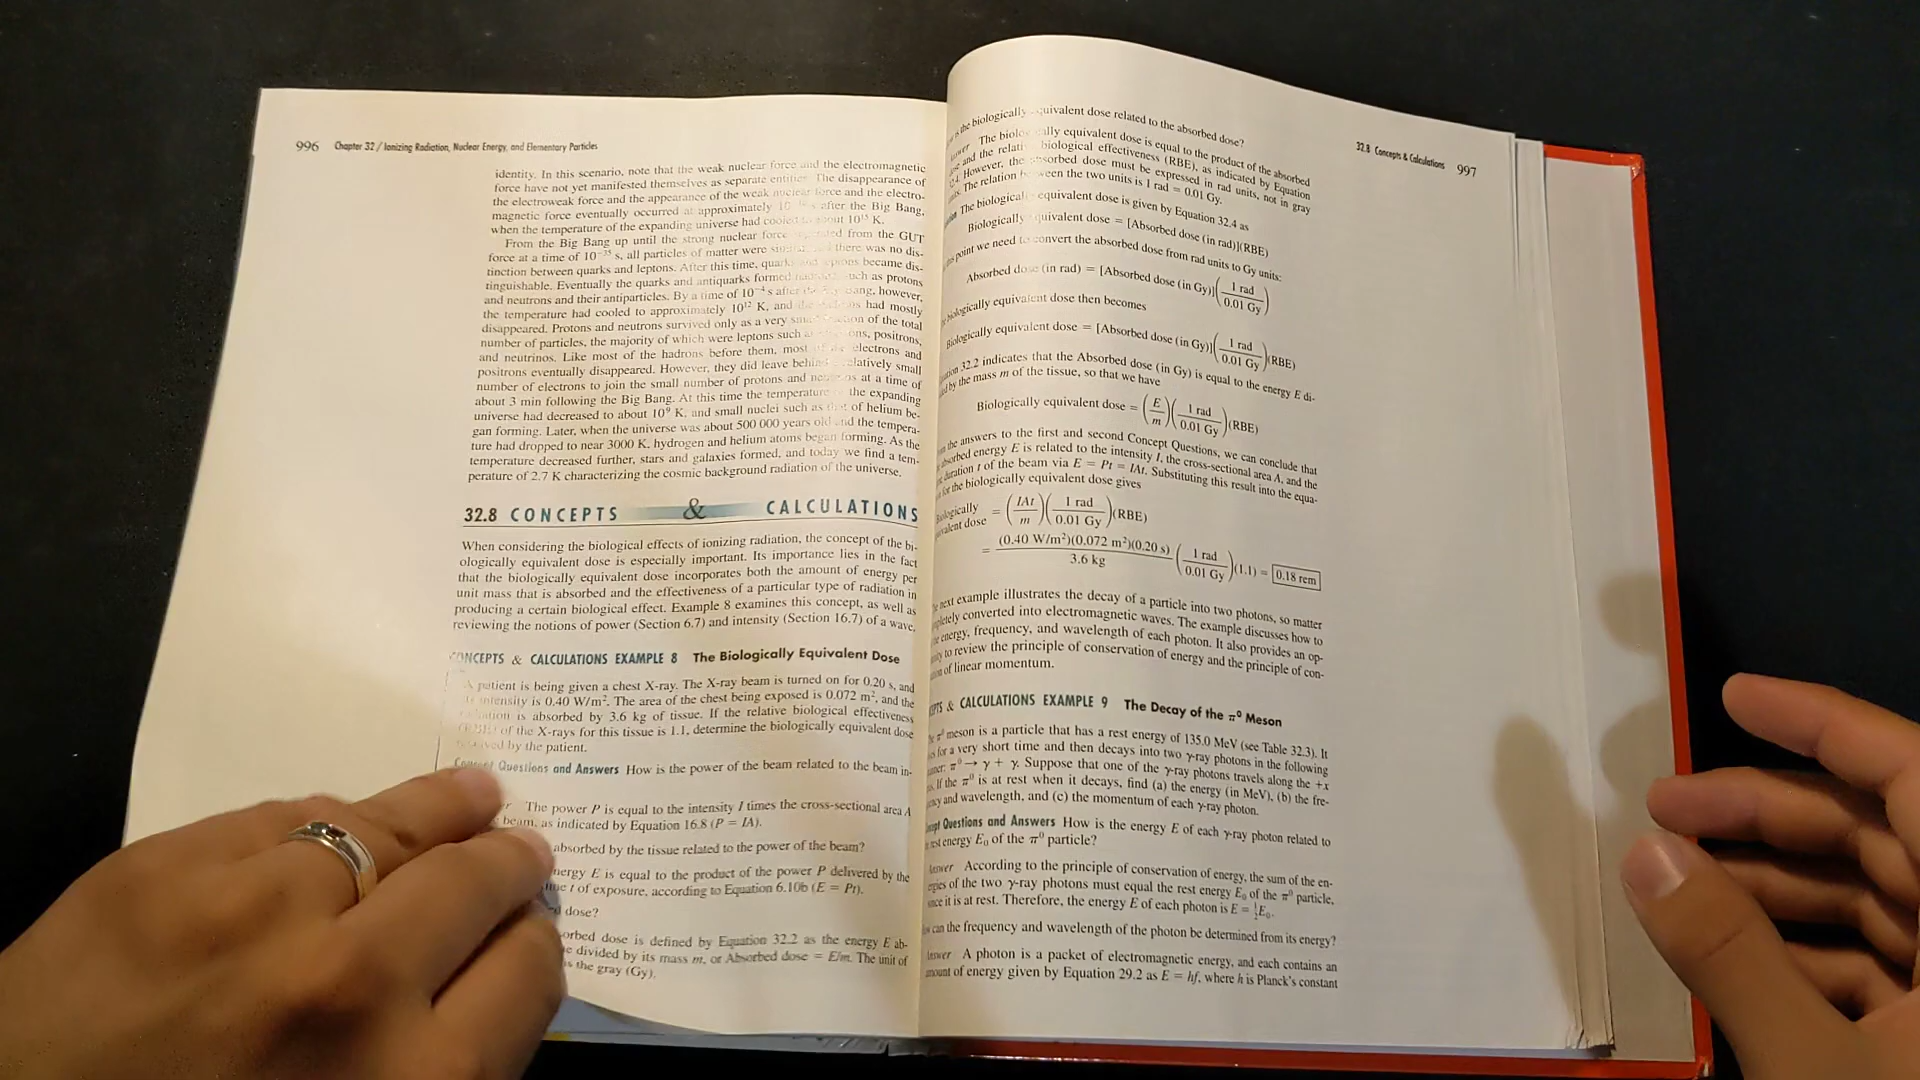 996 Chapter 32 / Ionizing Radiation, Nuclear Energy, and Elementary Particles
identity. In this scenario, note that the weak nuclear force and the electromagnetic
force have not yet manifested themselves as separate entities. The disappearance of
the electroweak force and the appearance of the weak nuclear force and the electro-
magnetic force eventually occurred at approximately after the Big Bang,
when the temperature of the expanding universe had cooled to about 10¹⁵ K.
From the Big Bang up until the strong nuclear force from the GUT
force at a time of 10⁻³⁵ s, all particles of matter were there was no dis-
tinction between quarks and leptons. After this time, quarks and leptons became dis-
tinguishable. Eventually the quarks and antiquarks formed hadrons such as protons
and neutrons and their antiparticles. By a time of 10⁻⁴ s after the Big Bang, however,
the temperature had cooled to approximately 10¹² K, and the hadrons had mostly
disappeared. Protons and neutrons survived only as a very small fraction of the total
number of particles, the majority of which were leptons such as electrons, positrons,
and neutrinos. Like most of the hadrons before them, most of the electrons and
positrons eventually disappeared. However, they did leave behind relatively small
number of electrons to join the small number of protons and neutrons at a time of
about 3 min following the Big Bang. At this time the temperature the expanding
universe had decreased to about 10⁹ K, and small nuclei such as that of helium be-
gan forming. Later, when the universe was about 500 000 years old and the tempera-
ture had dropped to near 3000 K, hydrogen and helium atoms began forming. As the
temperature decreased further, stars and galaxies formed, and today we find a tem-
perature of 2.7 K characterizing the cosmic background radiation of the universe.
32.8 CONCEPTS & CALCULATIONS
When considering the biological effects of ionizing radiation, the concept of the bi-
ologically equivalent dose is especially important. Its importance lies in the fact
that the biologically equivalent dose incorporates both the amount of energy per
unit mass that is absorbed and the effectiveness of a particular type of radiation in
producing a certain biological effect. Example 8 examines this concept, as well as
reviewing the notions of power (Section 6.7) and intensity (Section 16.7) of a wave.
CONCEPTS & CALCULATIONS EXAMPLE 8 The Biologically Equivalent Dose
A patient is being given a chest X-ray. The X-ray beam is turned on for 0.20 s, and
its intensity is 0.40 W/m². The area of the chest being exposed is 0.072 m², and the
radiation is absorbed by 3.6 kg of tissue. If the relative biological effectiveness
(RBE) of the X-rays for this tissue is 1.1, determine the biologically equivalent dose
received by the patient.
Concept Questions and Answers How is the power of the beam related to the beam in-
The power P is equal to the intensity I times the cross-sectional area A
beam, as indicated by Equation 16.8 (P = IA).
absorbed by the tissue related to the power of the beam?
energy E is equal to the product of the power P delivered by the
time t of exposure, according to Equation 6.10b (E = Pt).
dose?
absorbed dose is defined by Equation 32.2 as the energy E ab-
divided by its mass m, or Absorbed dose = E/m. The unit of
is the gray (Gy).
32.8 Concepts & Calculations 997
is the biologically equivalent dose related to the absorbed dose?
Answer The biologically equivalent dose is equal to the product of the absorbed
and the relative biological effectiveness (RBE), as indicated by Equation
However, the absorbed dose must be expressed in rad units, not in gray
The relation between the two units is 1 rad = 0.01 Gy.
The biologically equivalent dose is given by Equation 32.4 as
Biologically equivalent dose = [Absorbed dose (in rad)](RBE)
point we need to convert the absorbed dose from rad units to Gy units:
Absorbed dose (in rad) = [Absorbed dose (in Gy)](1 rad / 0.01 Gy)
biologically equivalent dose then becomes
Biologically equivalent dose = [Absorbed dose (in Gy)](1 rad / 0.01 Gy)(RBE)
Equation 32.2 indicates that the Absorbed dose (in Gy) is equal to the energy E di-
by the mass m of the tissue, so that we have
Biologically equivalent dose = (E / m)(1 rad / 0.01 Gy)(RBE)
the answers to the first and second Concept Questions, we can conclude that
absorbed energy E is related to the intensity I, the cross-sectional area A, and the
duration t of the beam via E = Pt = IAt. Substituting this result into the equa-
for the biologically equivalent dose gives
Biologically equivalent dose = (IAt / m)(1 rad / 0.01 Gy)(RBE)
= (0.40 W/m²)(0.072 m²)(0.20 s) / 3.6 kg (1 rad / 0.01 Gy)(1.1) = 0.18 rem
next example illustrates the decay of a particle into two photons, so matter
completely converted into electromagnetic waves. The example discusses how to
energy, frequency, and wavelength of each photon. It also provides an op-
to review the principle of conservation of energy and the principle of con-
of linear momentum.
& CALCULATIONS EXAMPLE 9 The Decay of the π⁰ Meson
π⁰ meson is a particle that has a rest energy of 135.0 MeV (see Table 32.3). It
for a very short time and then decays into two γ-ray photons in the following
π⁰ → γ + γ. Suppose that one of the γ-ray photons travels along the +x
If the π⁰ is at rest when it decays, find (a) the energy (in MeV), (b) the fre-
and wavelength, and (c) the momentum of each γ-ray photon.
Concept Questions and Answers How is the energy E of each γ-ray photon related to
rest energy E₀ of the π⁰ particle?
Answer According to the principle of conservation of energy, the sum of the en-
ergies of the two γ-ray photons must equal the rest energy E₀ of the π⁰ particle,
since it is at rest. Therefore, the energy E of each photon is E = ½E₀.
can the frequency and wavelength of the photon be determined from its energy?
Answer A photon is a packet of electromagnetic energy, and each contains an
amount of energy given by Equation 29.2 as E = hf, where h is Planck's constant